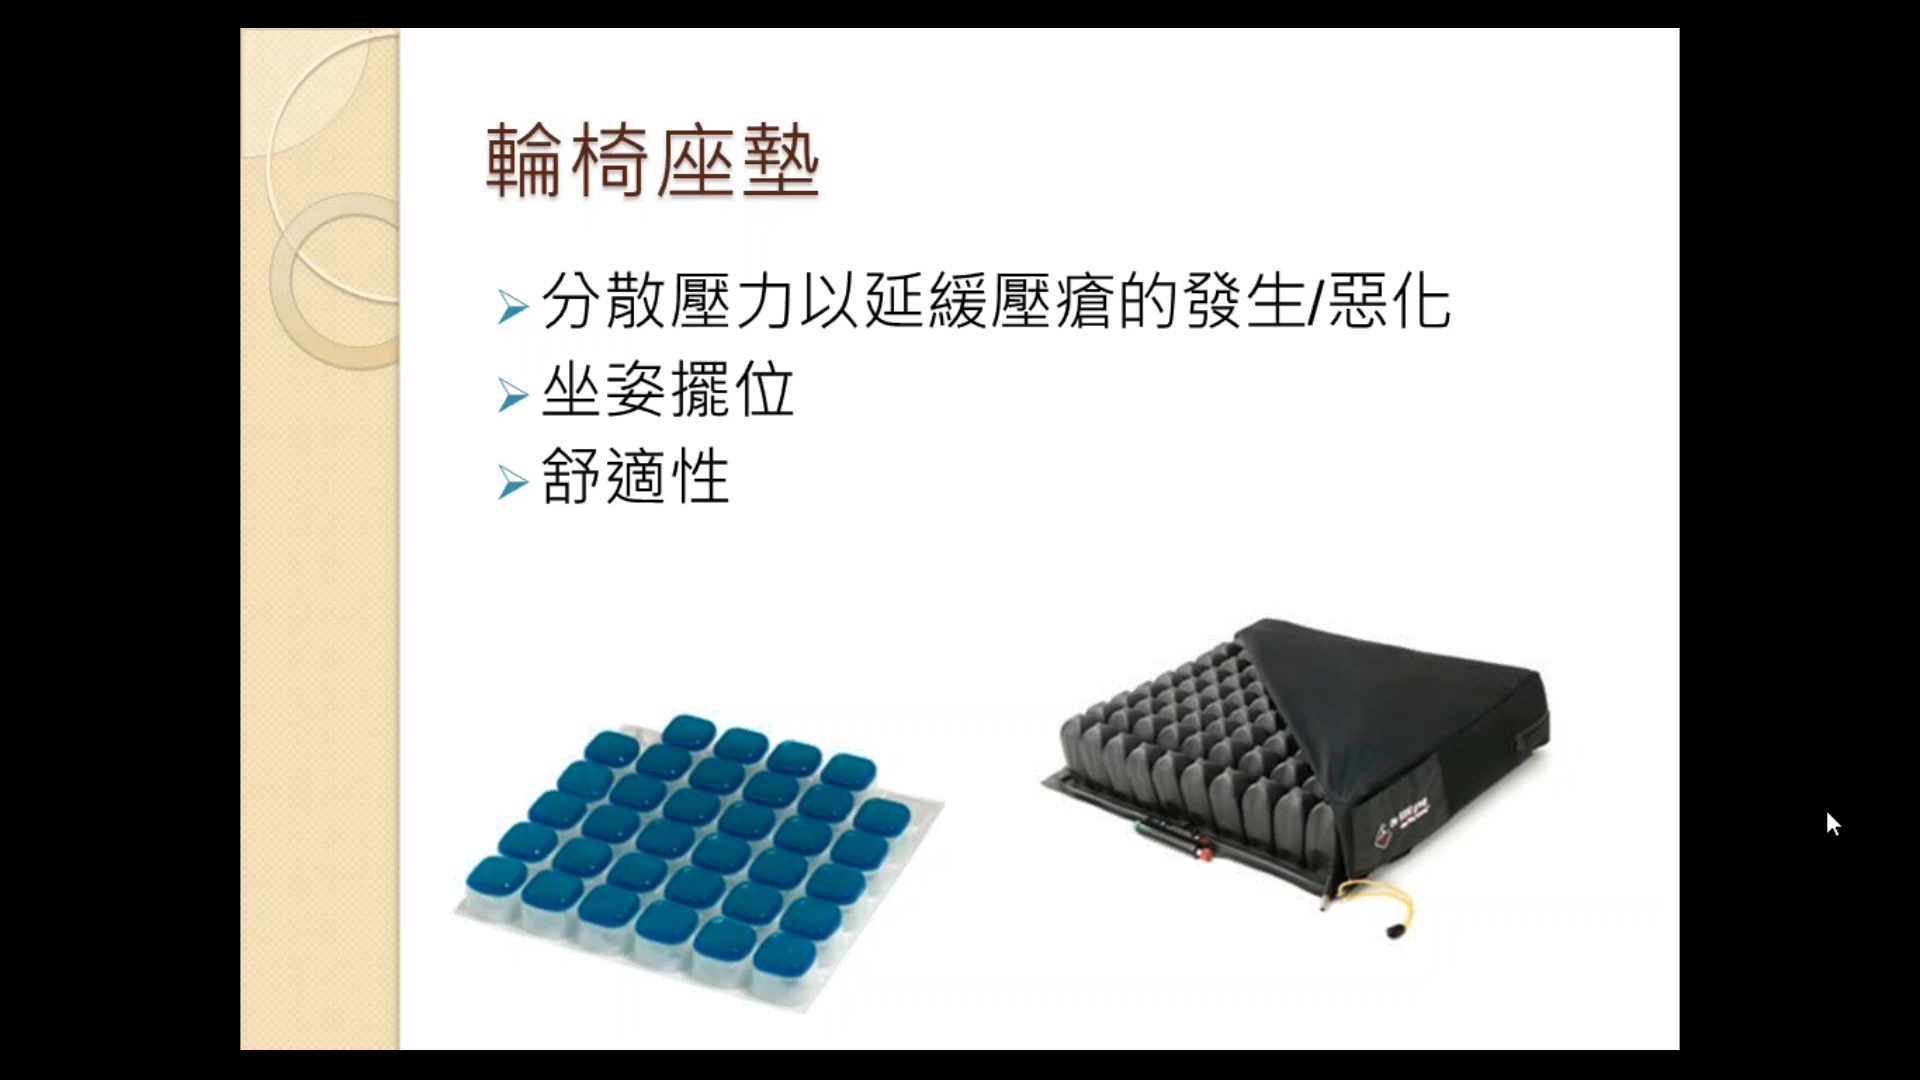 輪椅座墊
分散壓力以延緩壓瘡的發生/惡化
坐姿擺位
舒適性